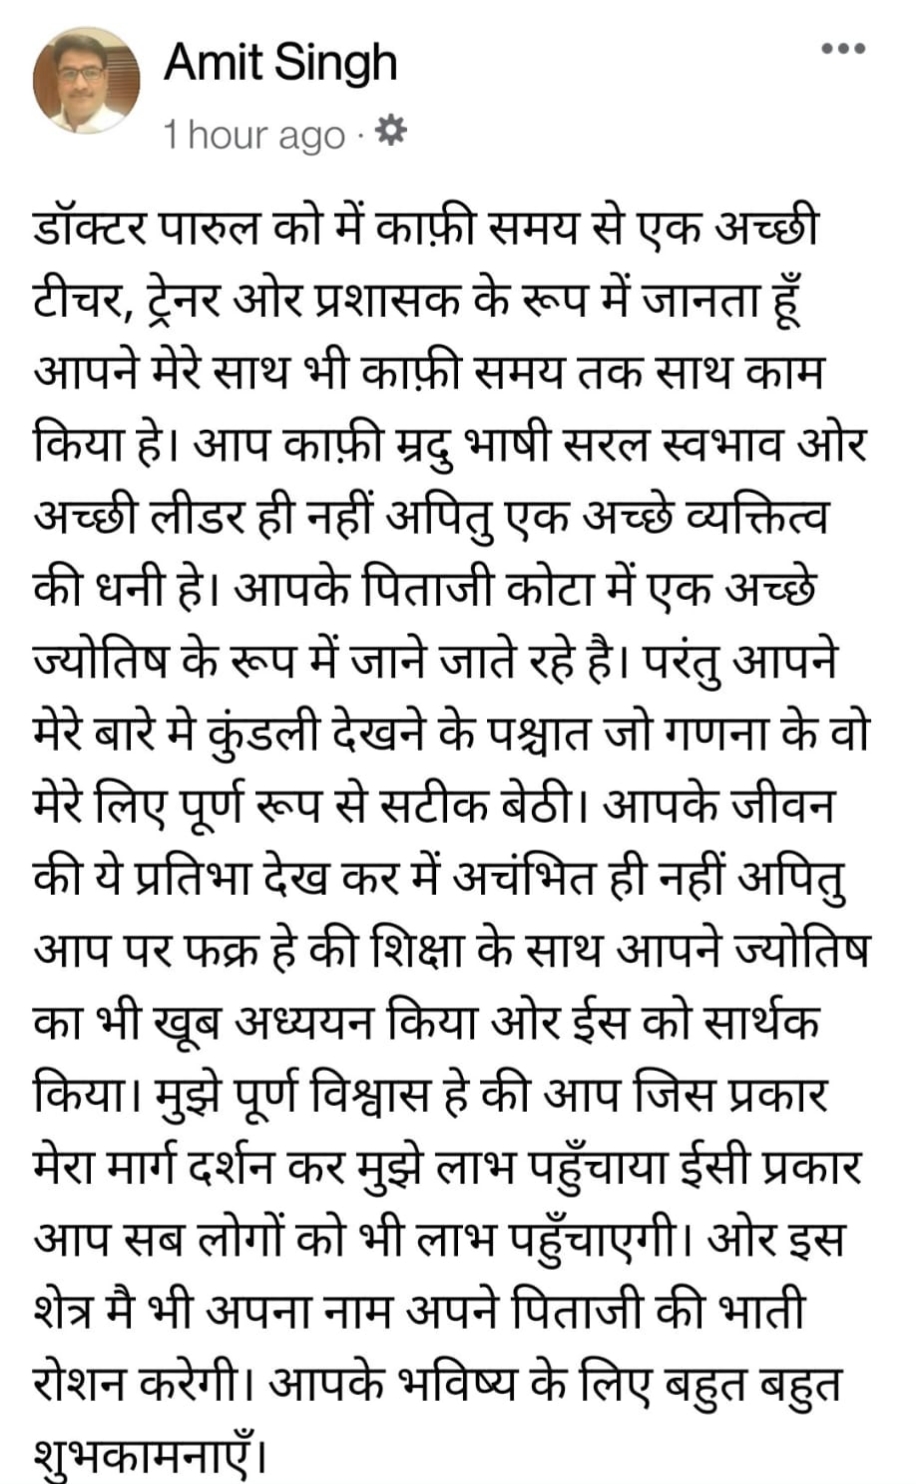 Amit Singh
1 hour ago ·
डॉक्टर पारुल को में काफ़ी समय से एक अच्छी
टीचर, ट्रेनर ओर प्रशासक के रूप में जानता हूँ
आपने मेरे साथ भी काफ़ी समय तक साथ काम
किया हे। आप काफ़ी म्रदु भाषी सरल स्वभाव ओर
अच्छी लीडर ही नहीं अपितु एक अच्छे व्यक्तित्व
की धनी हे। आपके पिताजी कोटा में एक अच्छे
ज्योतिष के रूप में जाने जाते रहे है। परंतु आपने
मेरे बारे मे कुंडली देखने के पश्चात जो गणना के वो
मेरे लिए पूर्ण रूप से सटीक बेठी। आपके जीवन
की ये प्रतिभा देख कर में अचंभित ही नहीं अपितु
आप पर फक्र हे की शिक्षा के साथ आपने ज्योतिष
का भी खूब अध्ययन किया ओर ईस को सार्थक
किया। मुझे पूर्ण विश्वास हे की आप जिस प्रकार
मेरा मार्ग दर्शन कर मुझे लाभ पहुँचाया ईसी प्रकार
आप सब लोगों को भी लाभ पहुँचाएगी। ओर इस
शेत्र मै भी अपना नाम अपने पिताजी की भाती
रोशन करेगी। आपके भविष्य के लिए बहुत बहुत
शुभकामनाएँ।